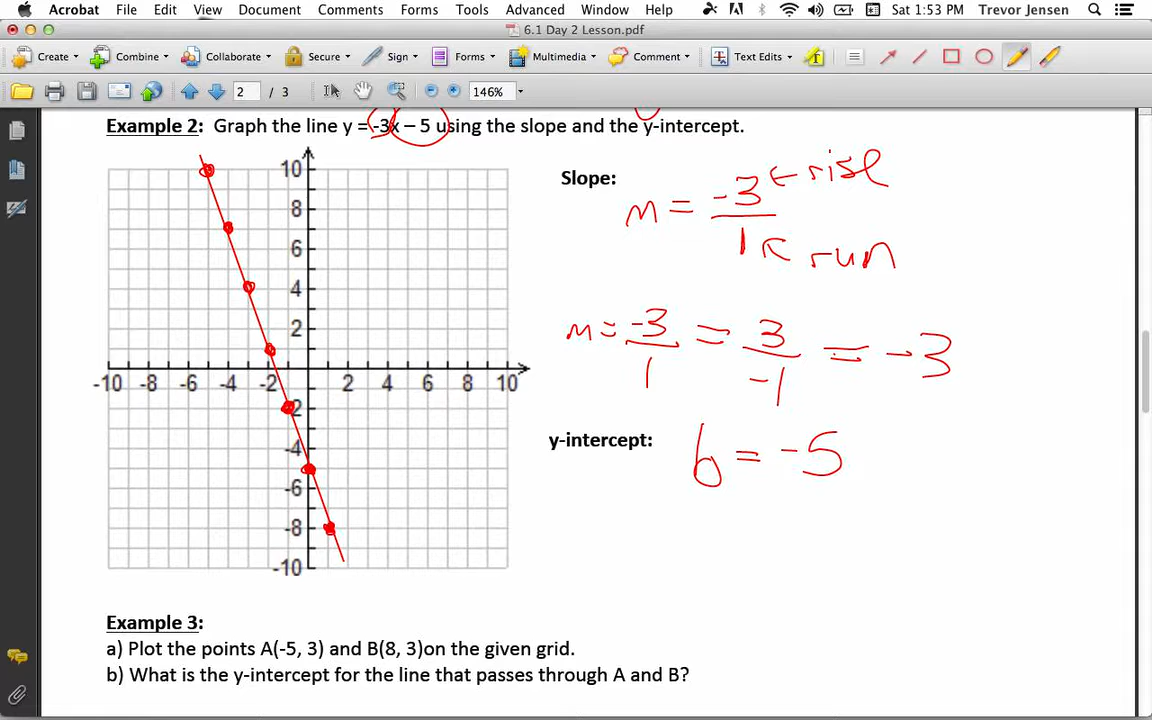 Acrobat File Edit View Document Comments Forms Tools Advanced Window Help Sat 1:53 PM Trevor Jensen
6.1 Day 2 Lesson.pdf
Create Combine Collaborate Secure Sign Forms Multimedia Comment Text Edits T
2 / 3 146%
Example 2: Graph the line y = -3x – 5 using the slope and the y-intercept.
Slope:
m = -3 ← rise
1 ← run
m = -3/1 = 3/-1 = -3
y-intercept: b = -5
10
8
6
4
2
-10 -8 -6 -4 -2 2 4 6 8 10
-2
-4
-6
-8
-10
Example 3:
a) Plot the points A(-5, 3) and B(8, 3)on the given grid.
b) What is the y-intercept for the line that passes through A and B?